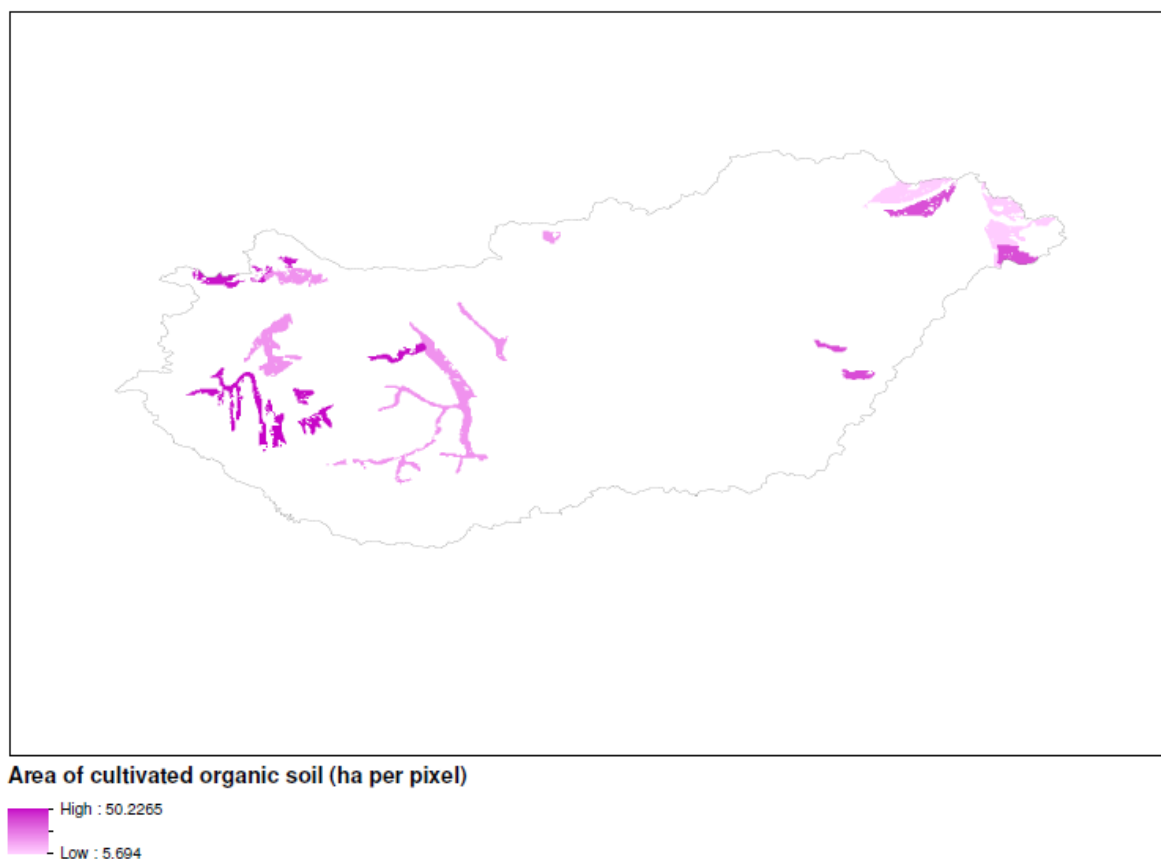 Area of cultivated organic soil (ha per pixel)
High : 50.2265
Low : 5.694